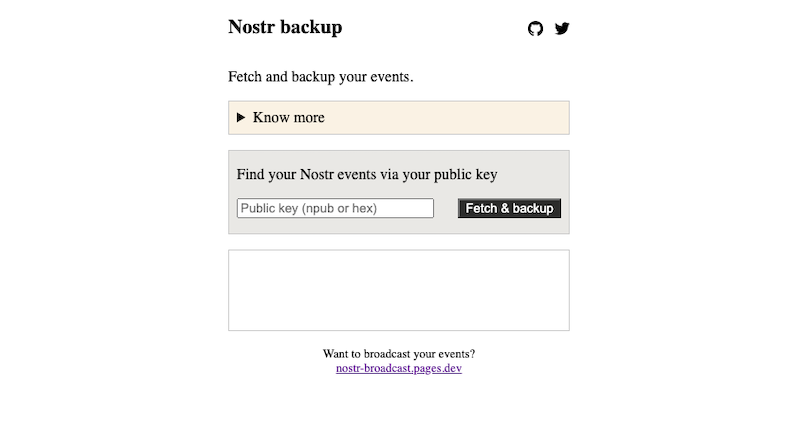 Nostr backup
Fetch and backup your events.
Know more
Find your Nostr events via your public key
Public key (npub or hex)
Fetch & backup
Want to broadcast your events?
nostr-broadcast.pages.dev